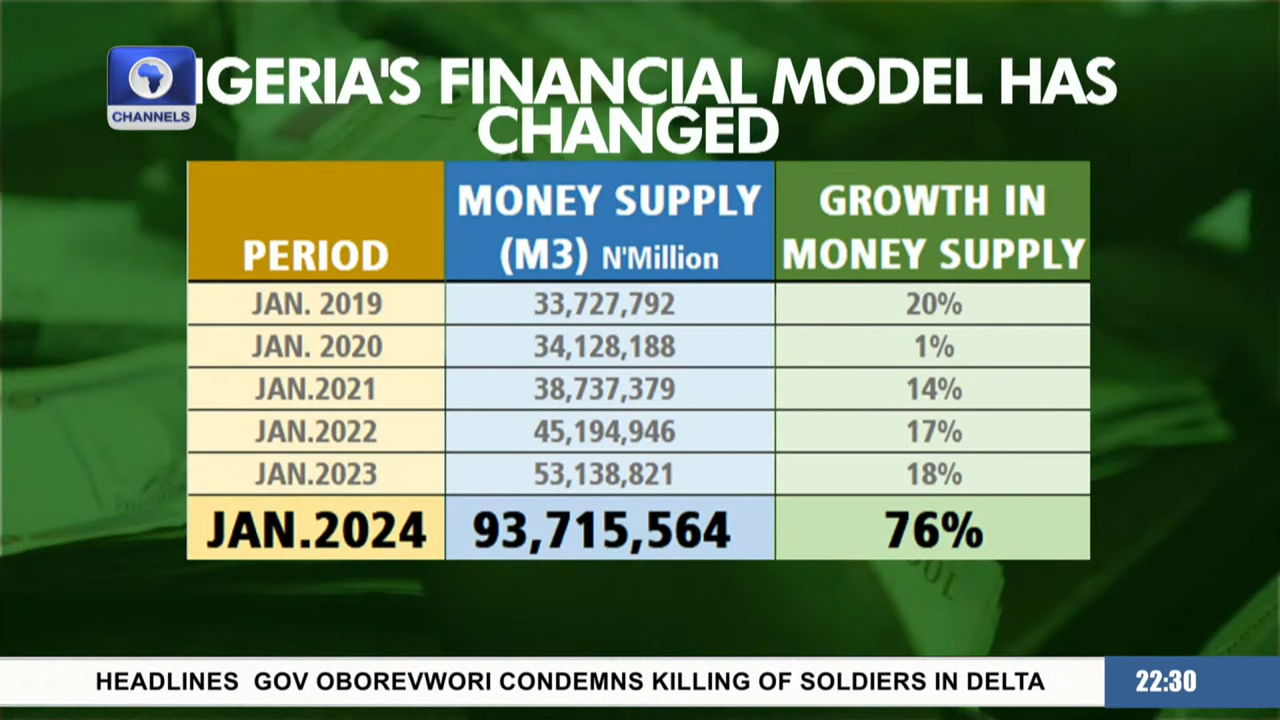 IGERIA'S FINANCIAL MODEL HAS
CHANGED
CHANNELS
PERIOD MONEY SUPPLY (M3) N'Million GROWTH IN MONEY SUPPLY
JAN. 2019 33,727,792 20%
JAN. 2020 34,128,188 1%
JAN.2021 38,737,379 14%
JAN.2022 45,194,946 17%
JAN.2023 53,138,821 18%
JAN.2024 93,715,564 76%
HEADLINES GOV OBOREVWORI CONDEMNS KILLING OF SOLDIERS IN DELTA 22:30